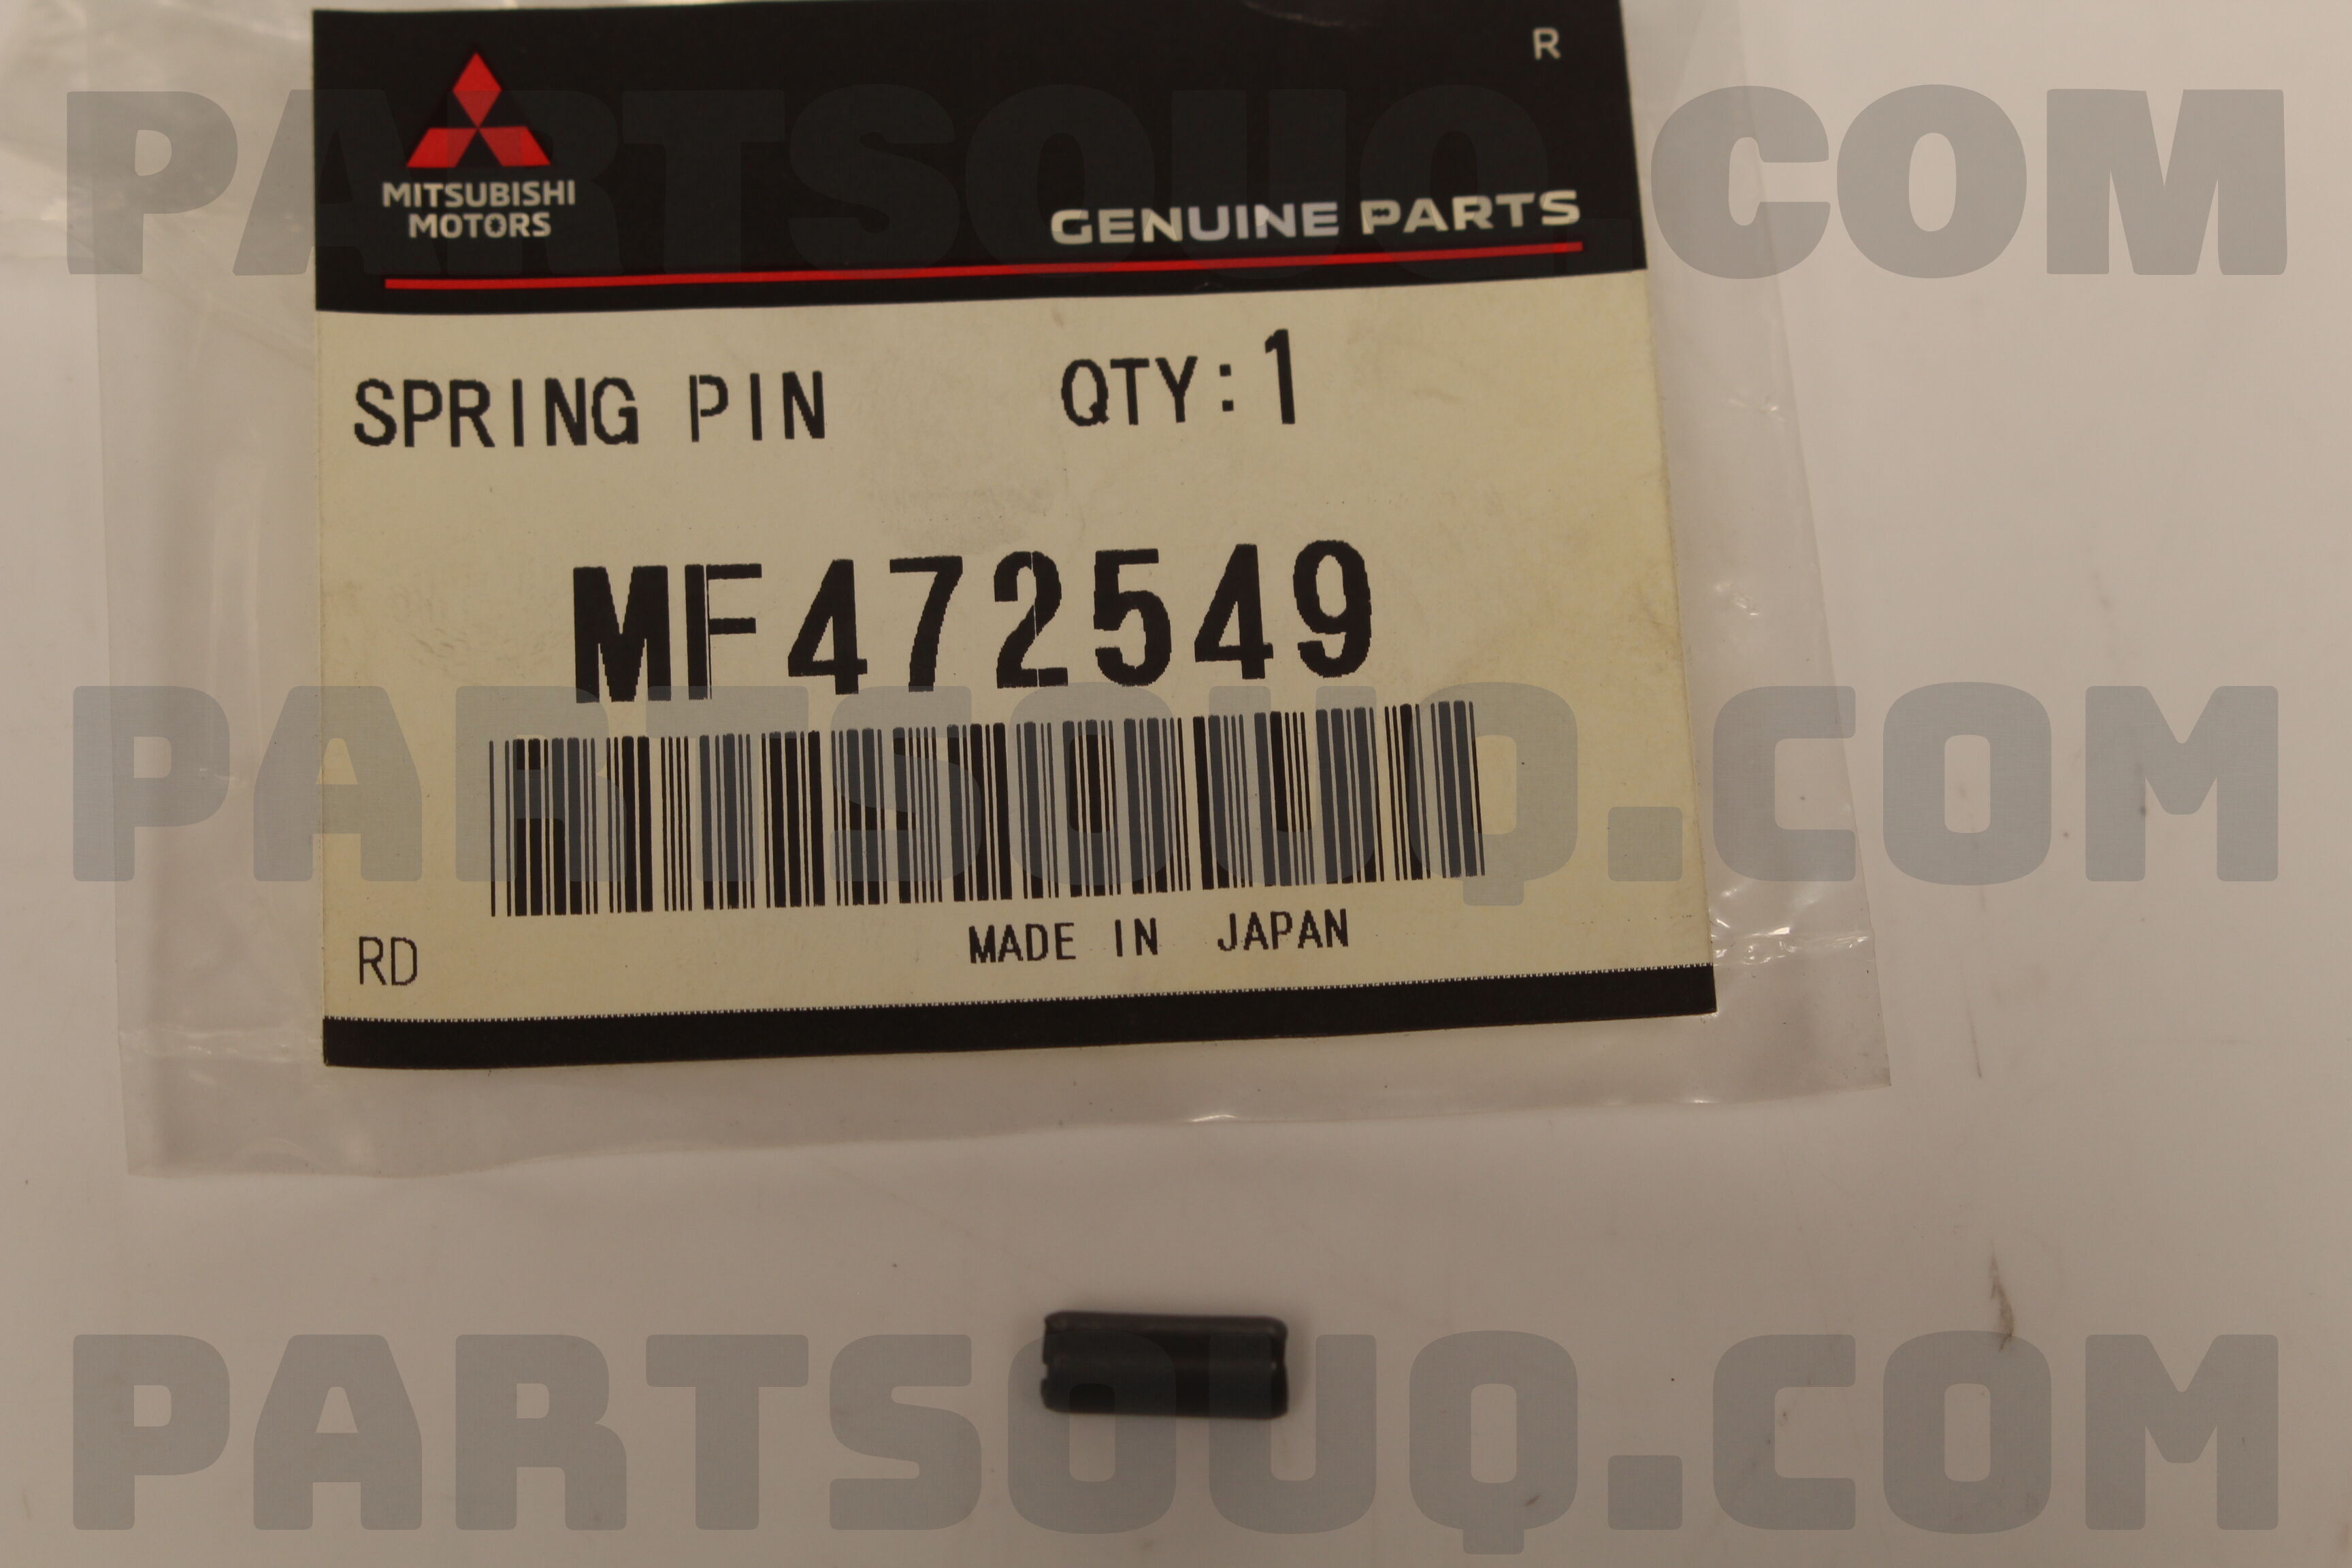 R
MITSUBISHI
MOTORS
GENUINE PARTS
PARTSOUQ.COM
SPRING PIN QTY:1
MF472549
PARTSOUQ.COM
MADE IN JAPAN
RD
PARTSOUQ.COM